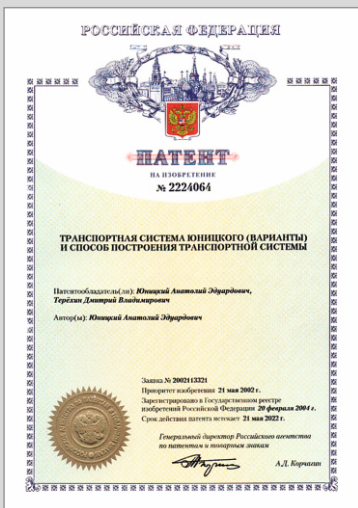 РОССИЙСКАЯ ФЕДЕРАЦИЯ
ПАТЕНТ
НА ИЗОБРЕТЕНИЕ
№ 2224064
ТРАНСПОРТНАЯ СИСТЕМА ЮНИЦКОГО (ВАРИАНТЫ)
И СПОСОБ ПОСТРОЕНИЯ ТРАНСПОРТНОЙ СИСТЕМЫ
Патентообладатель(ли): Юницкий Анатолий Эдуардович,
Терёхин Дмитрий Владимирович
Автор(ы): Юницкий Анатолий Эдуардович
Заявка № 2002113321
Приоритет изобретения 21 мая 2002 г.
Зарегистрировано в Государственном реестре
изобретений Российской Федерации 20 февраля 2004 г.
Срок действия патента истекает 21 мая 2022 г.
Генеральный директор Российского агентства
по патентам и товарным знакам
А.Д. Корчагин